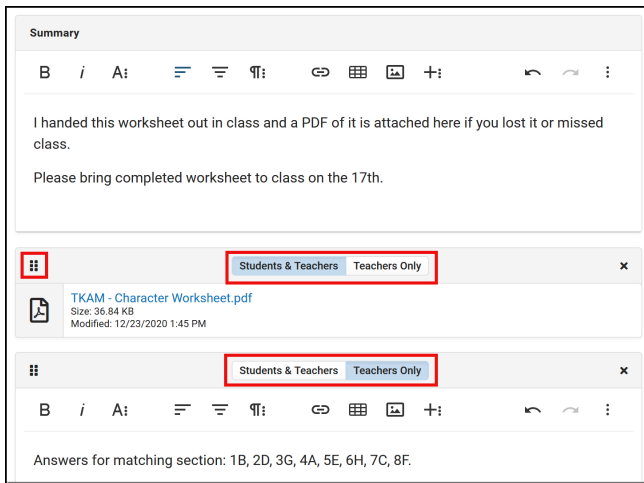 Summary
B i A
I handed this worksheet out in class and a PDF of it is attached here if you lost it or missed
class.
Please bring completed worksheet to class on the 17th.
Students & Teachers Teachers Only
TKAM - Character Worksheet.pdf
Size: 36.84 KB
Modified: 12/23/2020 1:45 PM
Students & Teachers Teachers Only
B i A
Answers for matching section: 1B, 2D, 3G, 4A, 5E, 6H, 7C, 8F.